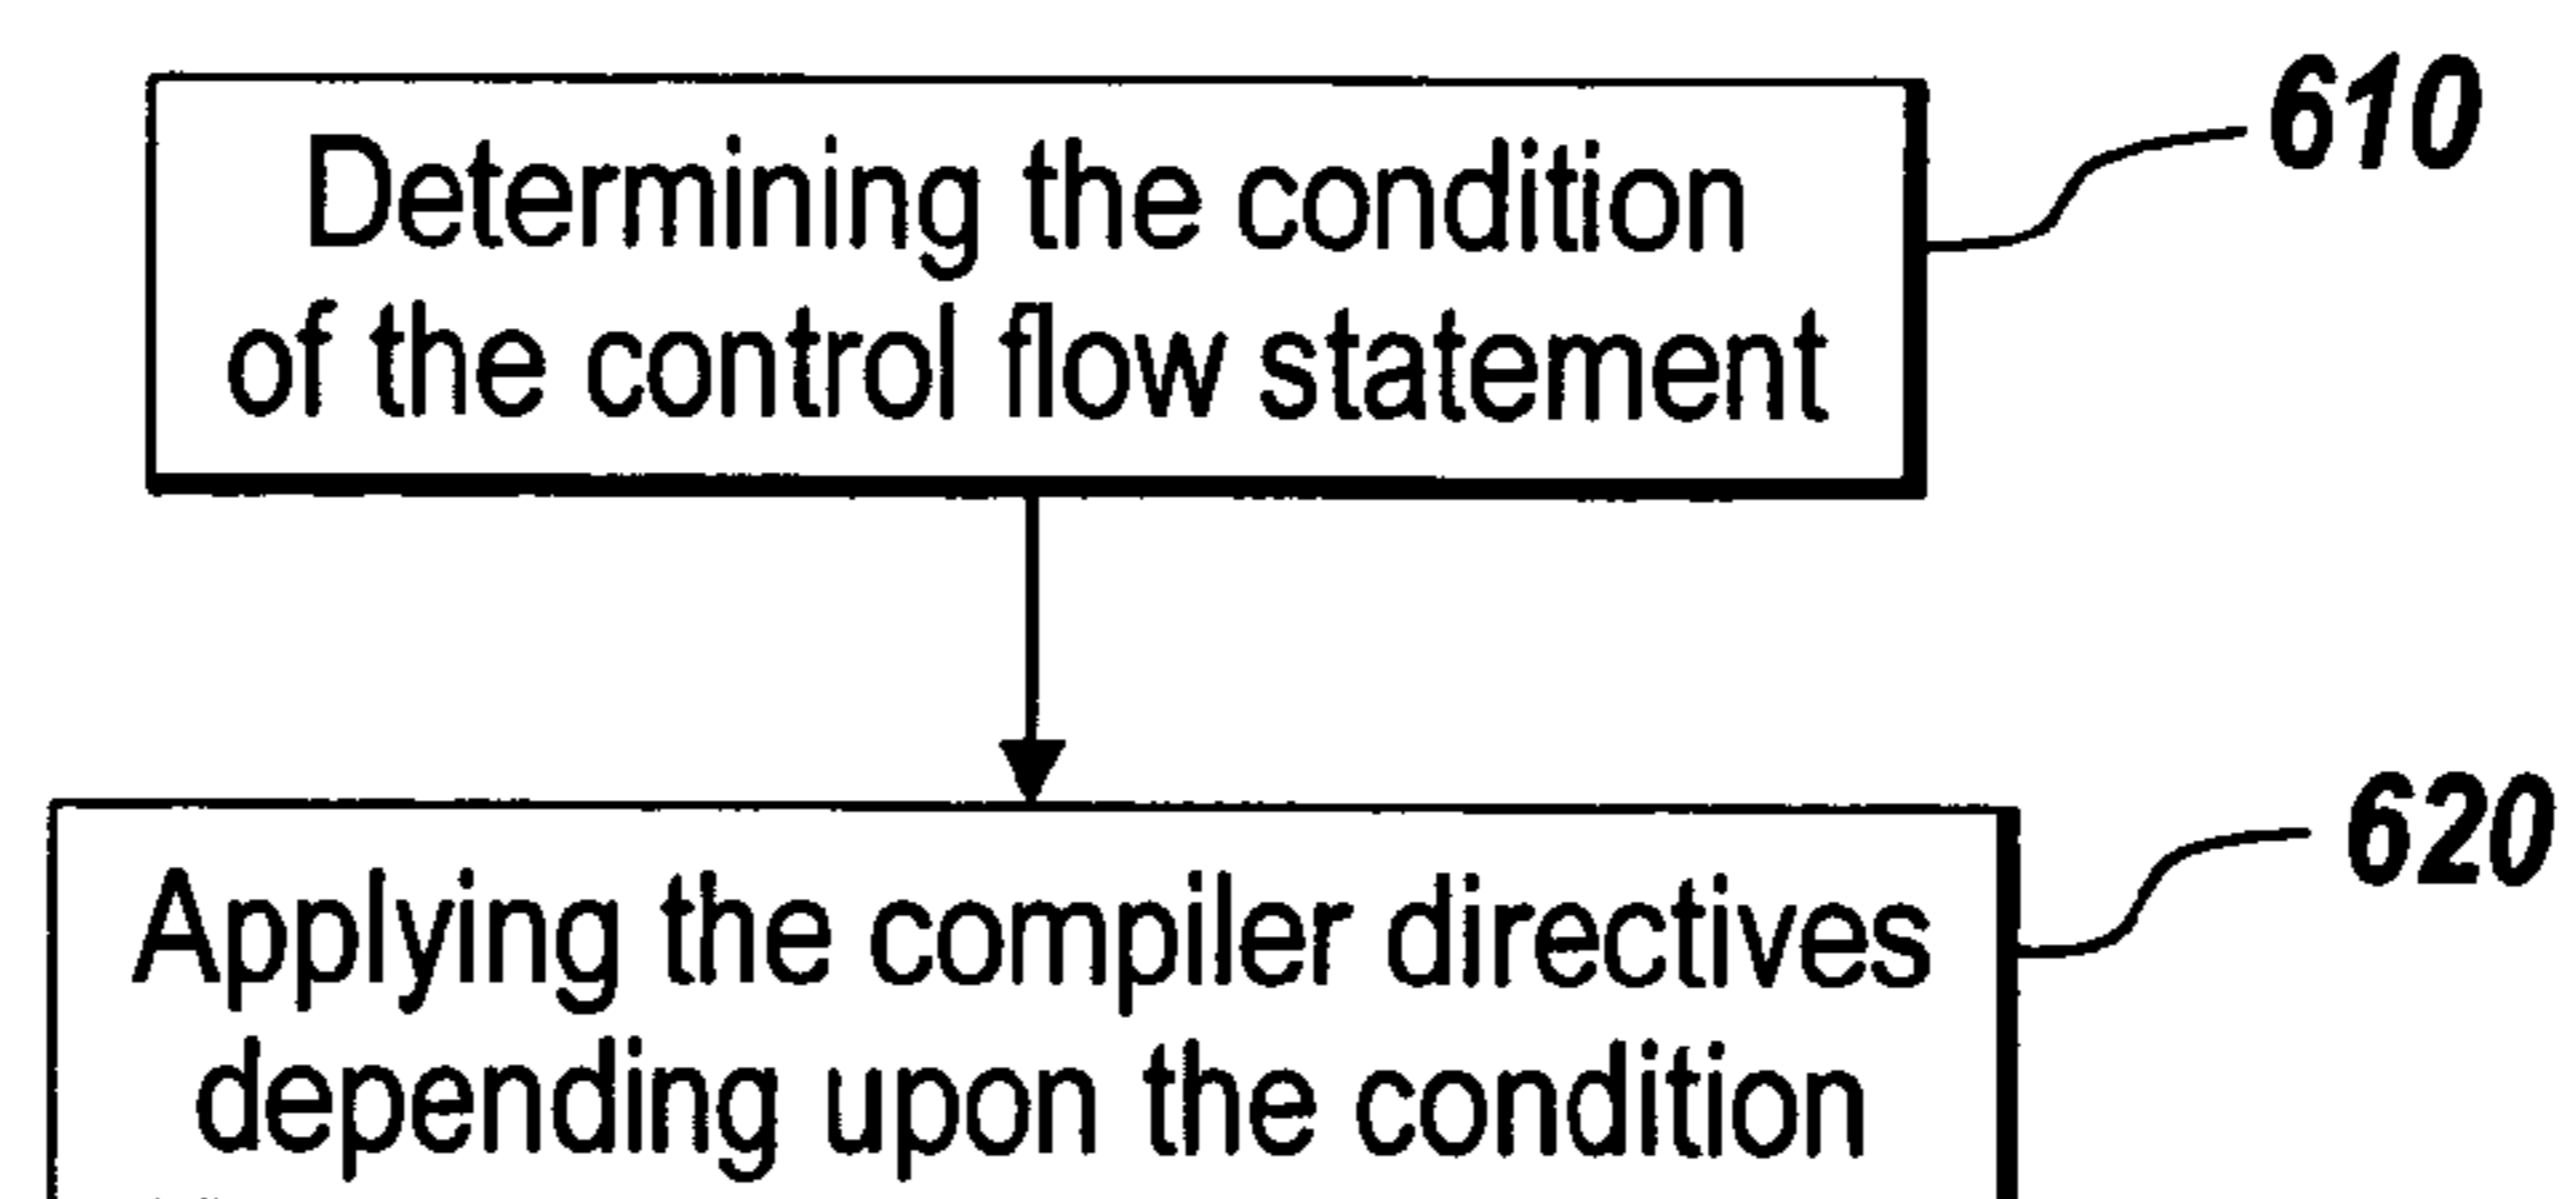 Determining the condition
of the control flow statement
610
Applying the compiler directives
depending upon the condition
620